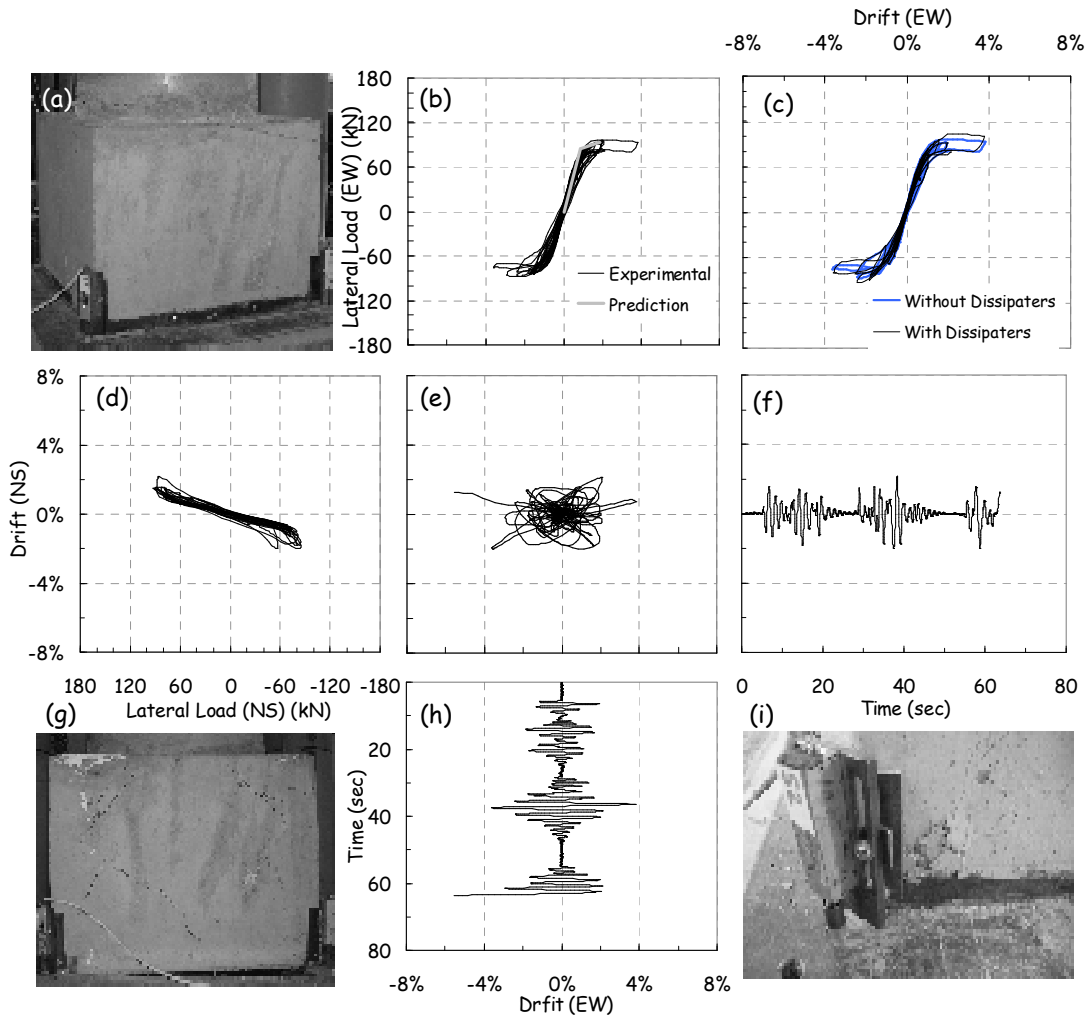 Drift (EW)
-8% -4% 0% 4% 8%
(a)
(b)
(c)
Lateral Load (EW) (kN)
180
120
60
0
-60
-120
-180
Experimental
Prediction
Without Dissipaters
With Dissipaters
(d)
(e)
(f)
Drift (NS)
8%
4%
0%
-4%
-8%
180 120 60 0 -60 -120 -180
Lateral Load (NS) (kN)
0 20 40 60 80
Time (sec)
(g)
(h)
(i)
Time (sec)
20
40
60
80
-8% -4% 0% 4% 8%
Drfit (EW)